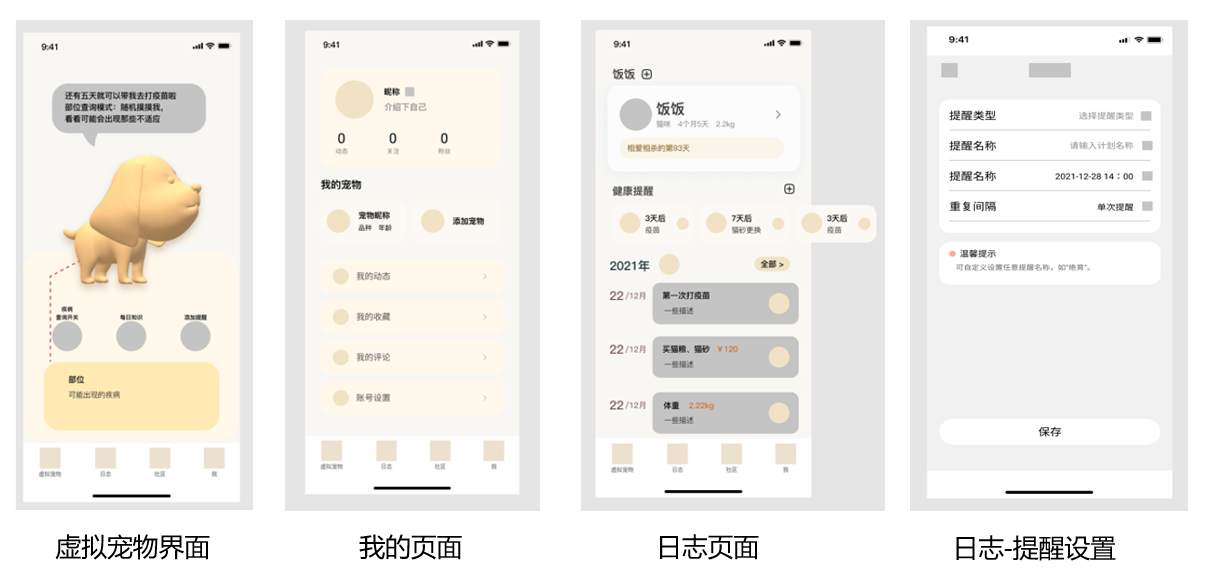 9:41
还有五天就可以带我去打疫苗啦
部位查询模式：随机摸摸我,
看看可能会出现那些不适应
疾病
查询开关
每日知识
添加提醒
部位
可能出现的疾病
虚拟宠物
日志
社区
我
虚拟宠物界面
9:41
昵称
介绍下自己
0
0
0
动态
关注
粉丝
我的宠物
宠物昵称
品种 年龄
添加宠物
我的动态
我的收藏
我的评论
账号设置
虚拟宠物
日志
社区
我
我的页面
9:41
饭饭
饭饭
猫咪 4个月5天 2.2kg
相爱相杀的第93天
健康提醒
3天后
疫苗
7天后
猫砂更换
3天后
疫苗
2021年
全部 >
22 /12月
第一次打疫苗
一些描述
22 /12月
买猫粮、猫砂 ¥120
一些描述
22 /12月
体重 2.22kg
一些描述
虚拟宠物
日志
社区
我
日志页面
9:41
提醒类型
选择提醒类型
提醒名称
请输入计划名称
提醒名称
2021-12-28 14：00
重复间隔
单次提醒
温馨提示
可自定义设置任意提醒名称，如"绝育"。
保存
日志-提醒设置